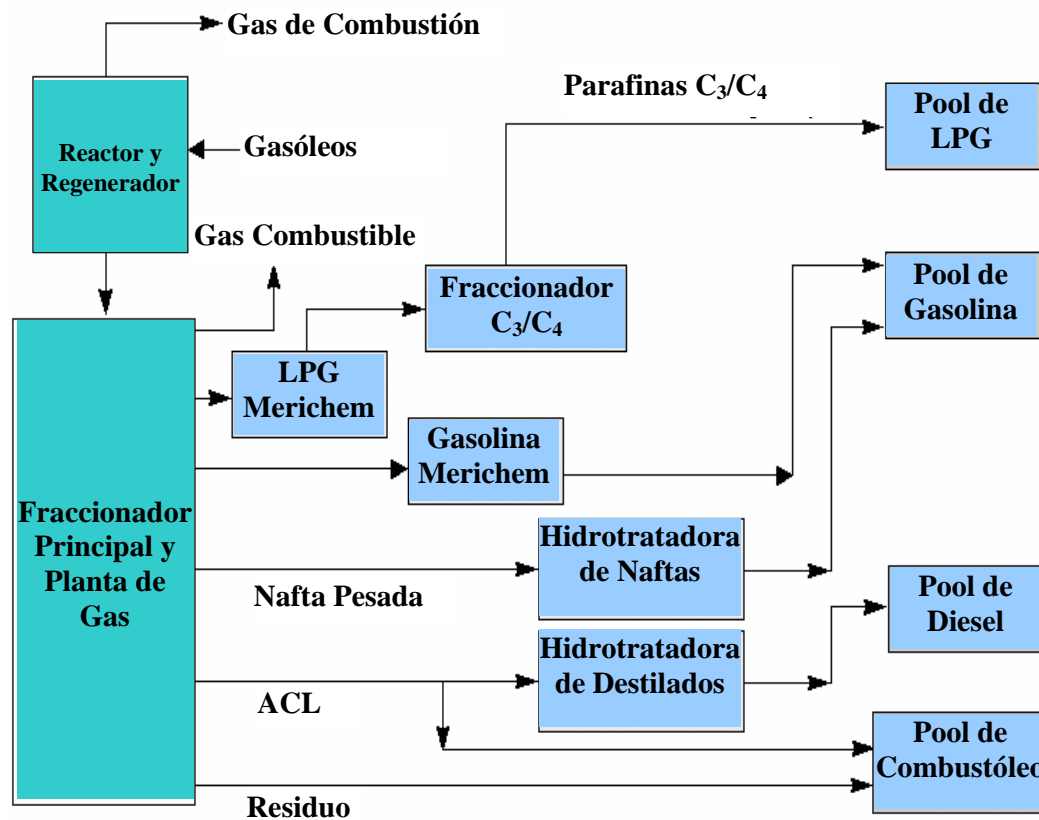 Gas de Combustión
Parafinas C₃/C₄
Pool de
LPG
Reactor y
Regenerador
Gasóleos
Gas Combustible
Fraccionador
C₃/C₄
Pool de
Gasolina
LPG
Merichem
Gasolina
Merichem
Fraccionador
Principal y
Planta de
Gas
Hidrotratadora
de Naftas
Nafta Pesada
Pool de
Diesel
Hidrotratadora
de Destilados
ACL
Pool de
Combustóleo
Residuo